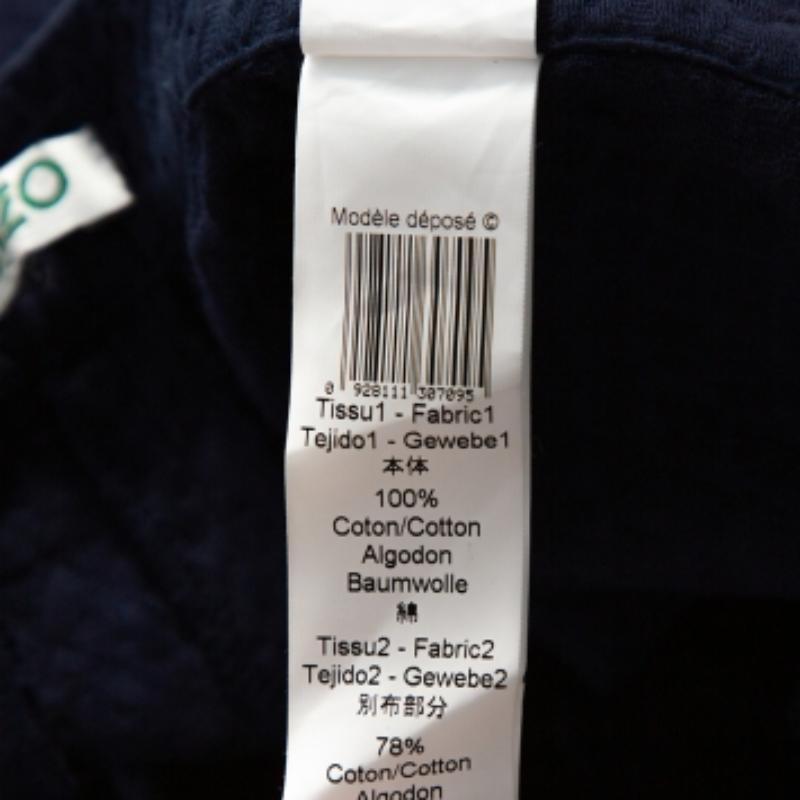 Modèle déposé ©
0 928111 307095
Tissu1 - Fabric1
Tejido1 - Gewebe1
本体
100%
Coton/Cotton
Algodon
Baumwolle
綿
Tissu2 - Fabric2
Tejido2 - Gewebe2
別布部分
78%
Coton/Cotton
Algodon